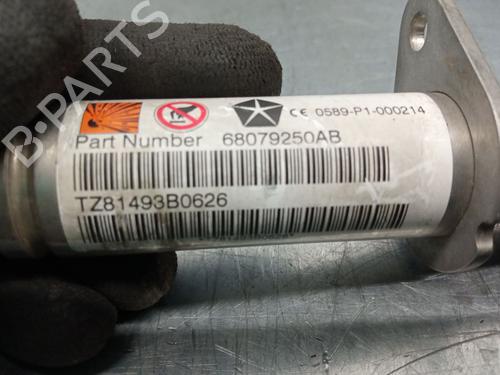 B-PARTS
CE 0589-P1-000214
Part Number 68079250AB
TZ81493B0626